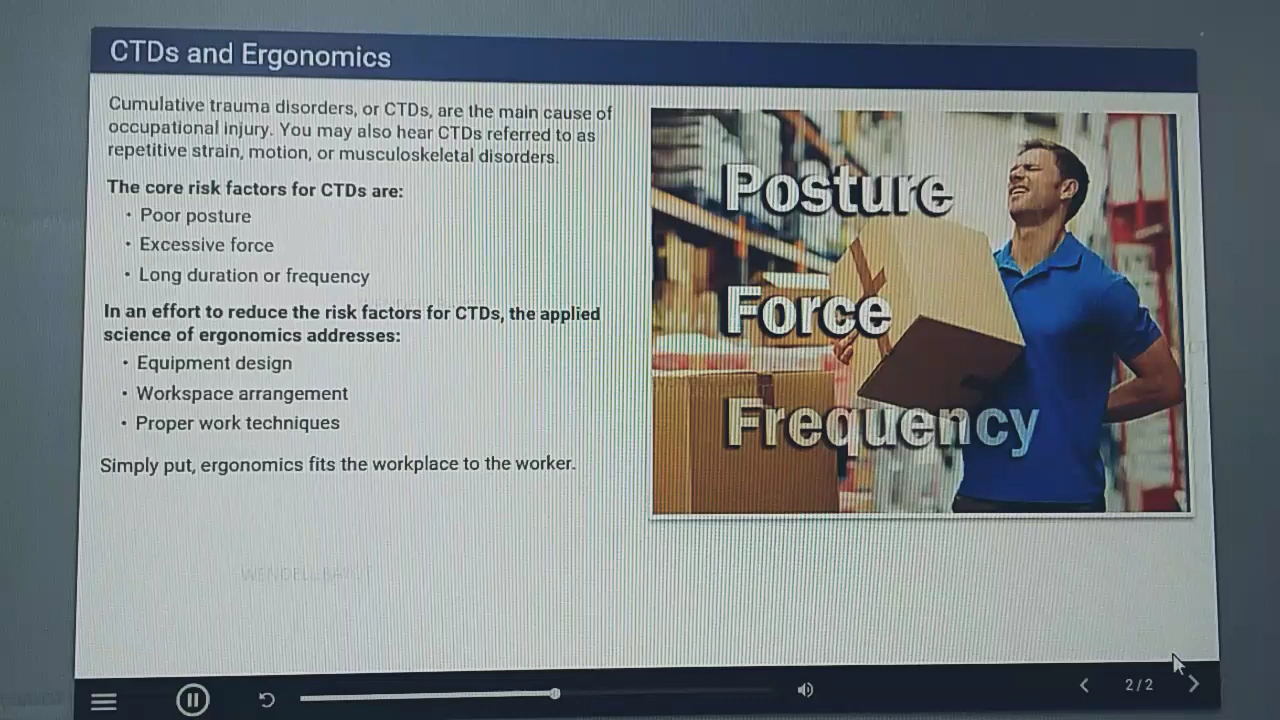 CTDs and Ergonomics
Cumulative trauma disorders, or CTDs, are the main cause of
occupational injury. You may also hear CTDs referred to as
repetitive strain, motion, or musculoskeletal disorders.
The core risk factors for CTDs are:
• Poor posture
• Excessive force
• Long duration or frequency
In an effort to reduce the risk factors for CTDs, the applied
science of ergonomics addresses:
• Equipment design
• Workspace arrangement
• Proper work techniques
Simply put, ergonomics fits the workplace to the worker.
Posture
Force
Frequency
WENDELL
2/2